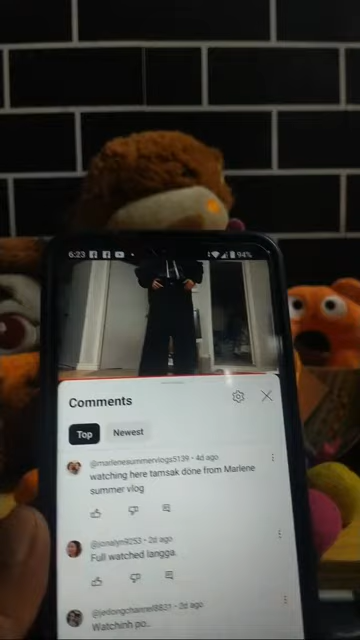 6:23
94%
Comments
Top
Newest
@marlenesummervlogs5139 • 4d ago
watching here tamsak done from Marlene
summer vlog
@jonalyn9253 • 2d ago
Full watched langga.
2d ago
Watchinh po..